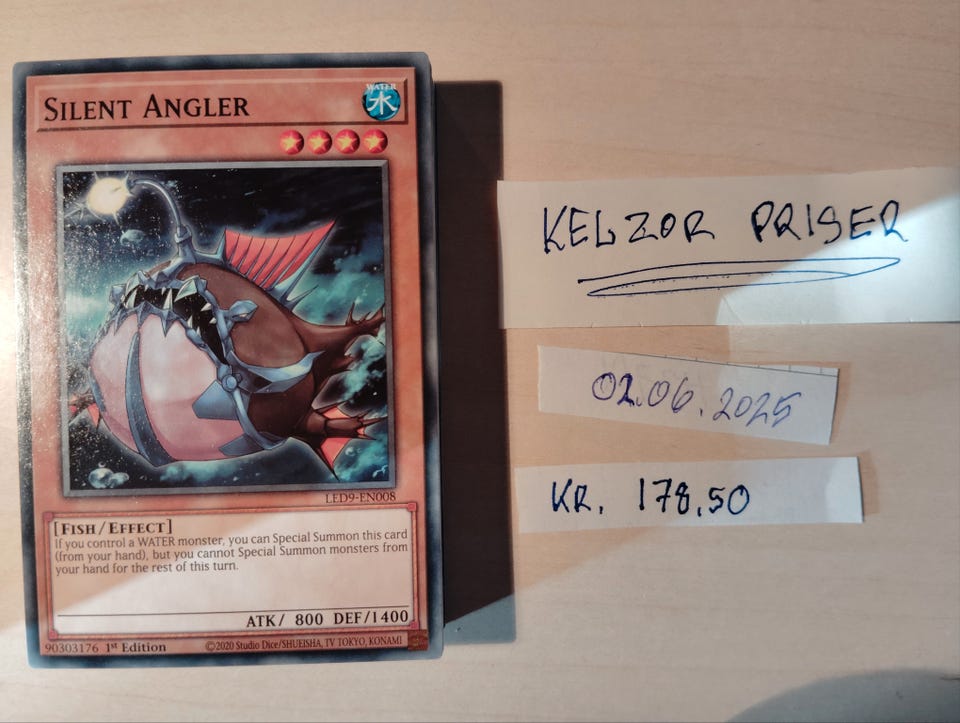 SILENT ANGLER
WATER
水
LED9-EN008
[FISH/EFFECT]
If you control a WATER monster, you can Special Summon this card
(from your hand), but you cannot Special Summon monsters from
your hand for the rest of this turn.
ATK/ 800 DEF/1400
90303176 1st Edition
©2020 Studio Dice/SHUEISHA, TV TOKYO, KONAMI
KELZOR PRISER
02.06.2025
KR. 178,50